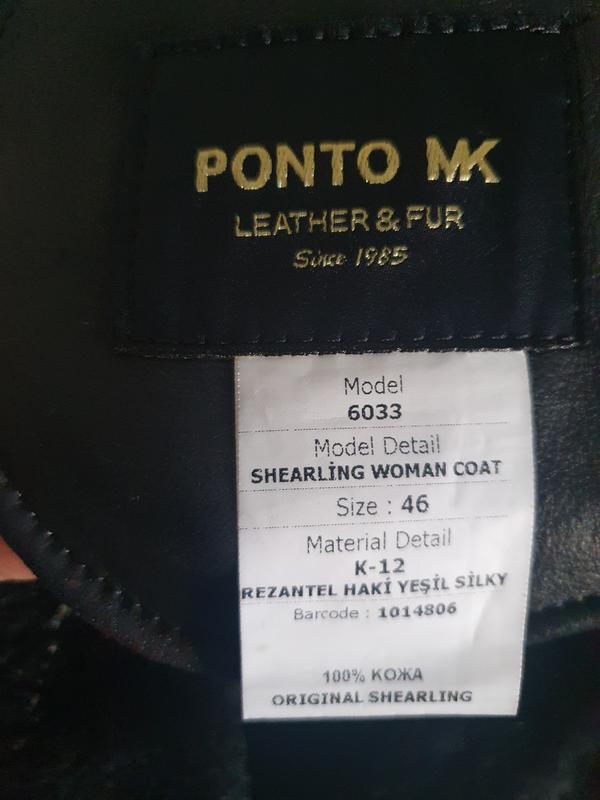 PONTO MK
LEATHER & FUR
Since 1985
Model
6033
Model Detail
SHEARLİNG WOMAN COAT
Size : 46
Material Detail
K-12
REZANTEL HAKİ YEŞİL SİLKY
Barcode : 1014806
100% КОЖА
ORIGINAL SHEARLING